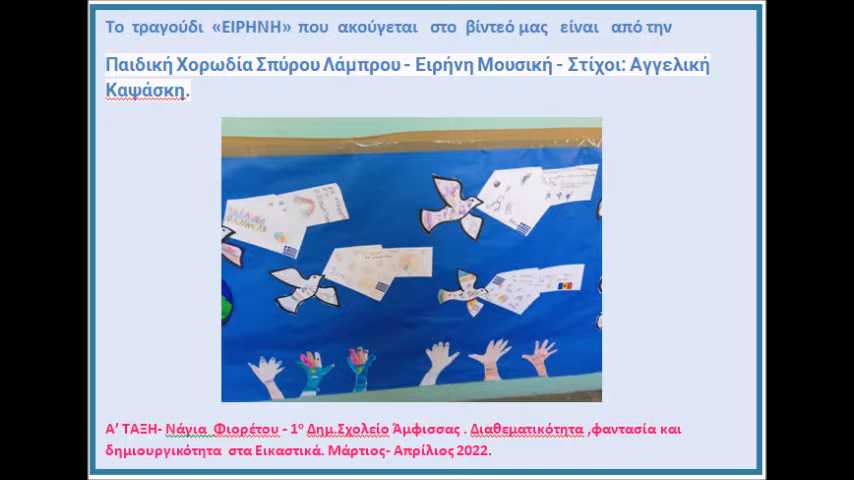 Το τραγούδι «ΕΙΡΗΝΗ» που ακούγεται στο βίντεό μας είναι από την
Παιδική Χορωδία Σπύρου Λάμπρου - Ειρήνη Μουσική - Στίχοι: Αγγελική
Καψάσκη.
Α’ ΤΑΞΗ- Νάγια Φιορέτου - 1ο Δημ.Σχολείο Άμφισσας . Διαθεματικότητα ,φαντασία και
δημιουργικότητα στα Εικαστικά. Μάρτιος- Απρίλιος 2022.